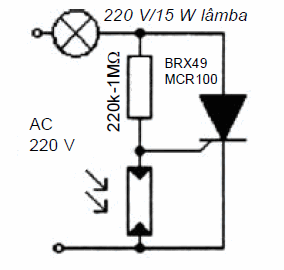 220 V/15 W lâmba
220k-1MΩ
BRX49
MCR100
AC
220 V